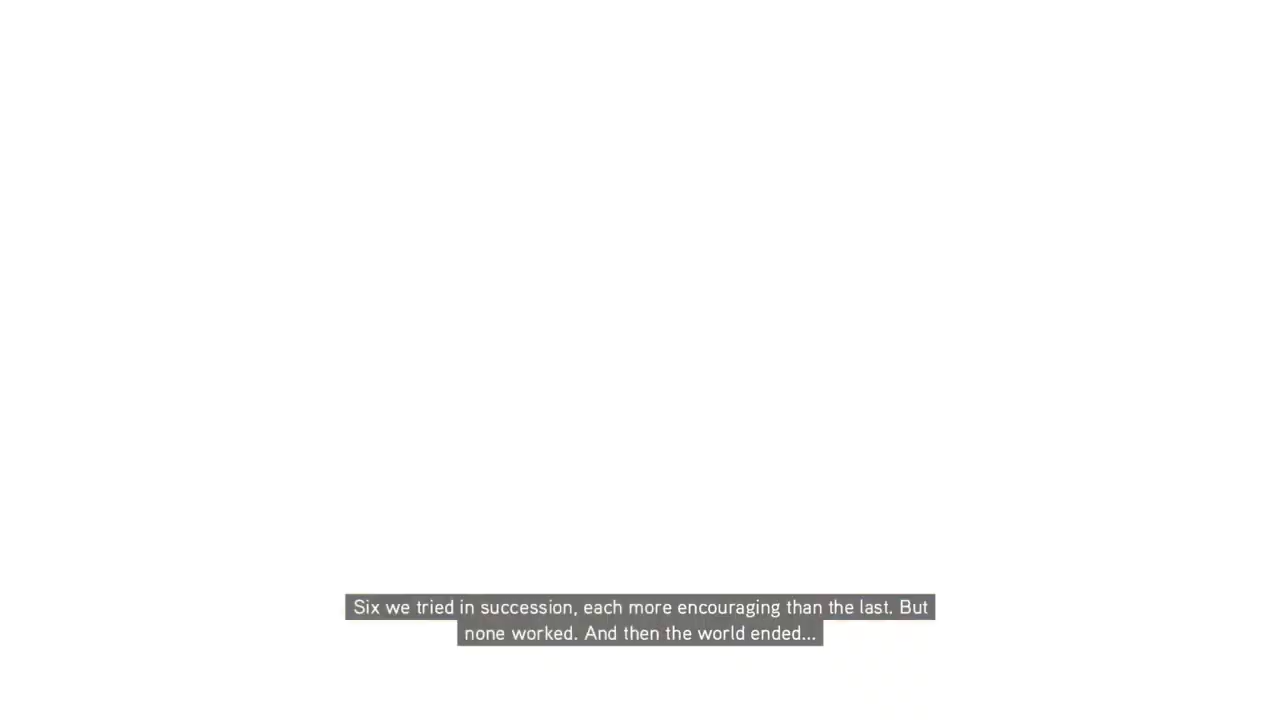 Six we tried in succession, each more encouraging than the last. But
none worked. And then the world ended...